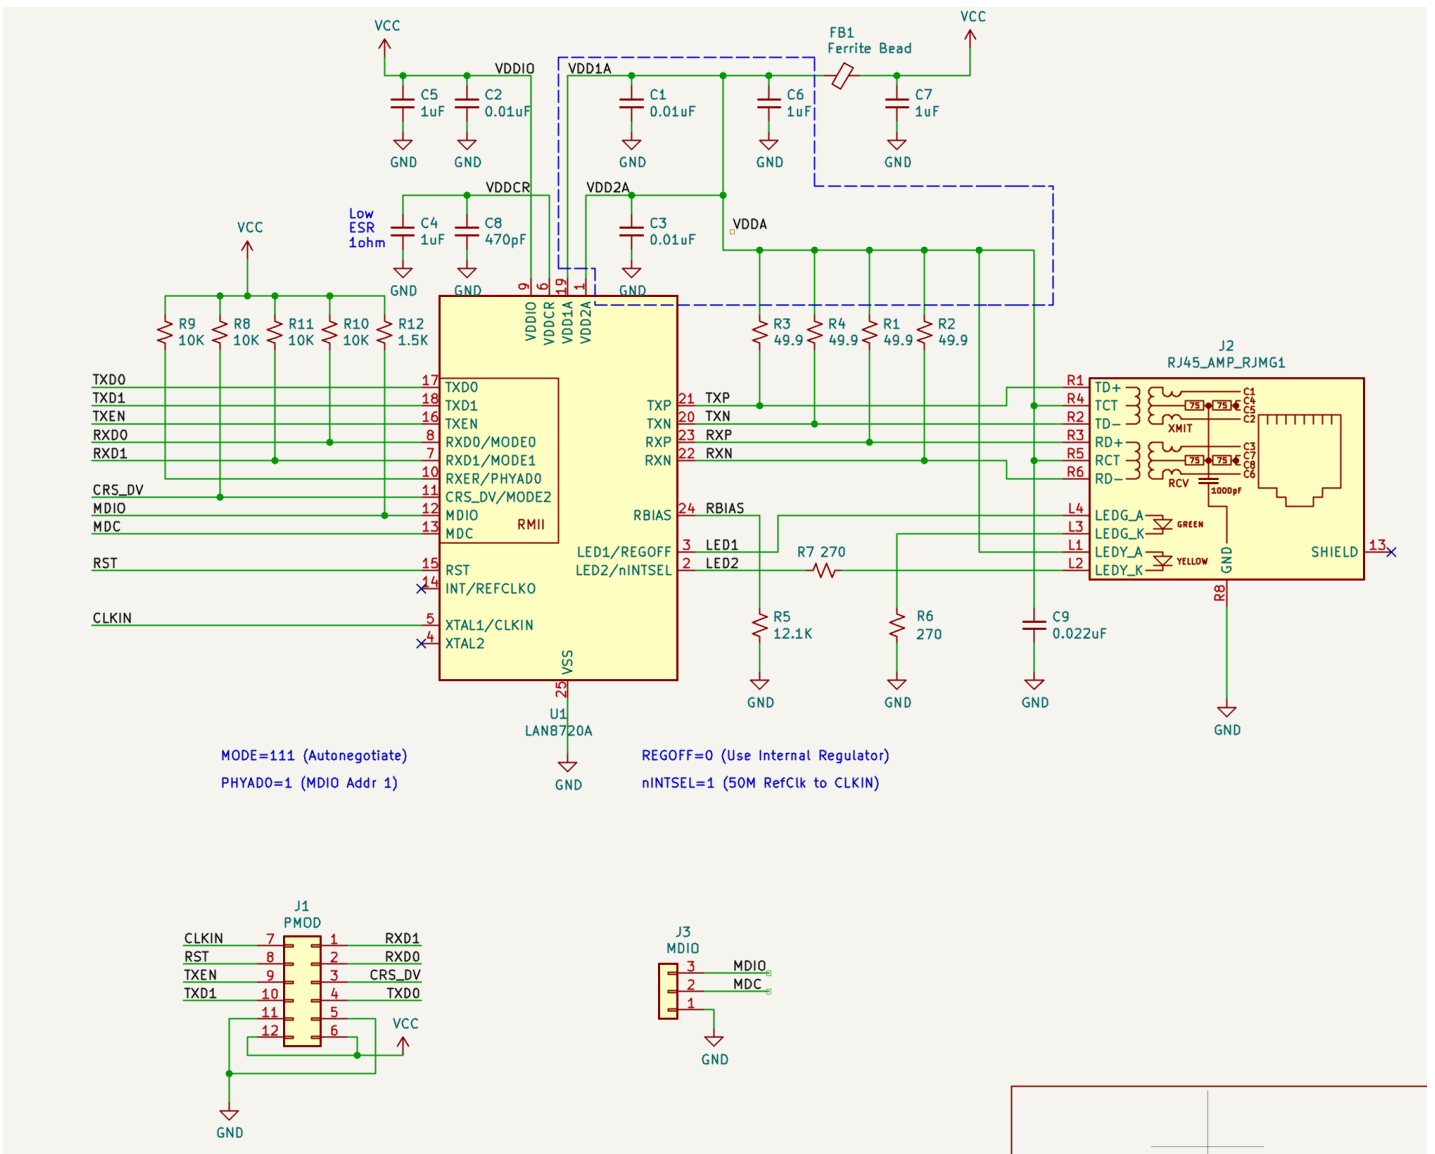 VCC
VCC
FB1
Ferrite Bead
VDDIO
VDD1A
C5
1uF
C2
0.01uF
C1
0.01uF
C6
1uF
C7
1uF
GND
GND
GND
GND
GND
VDDCR
VDD2A
Low
ESR
1ohm
C4
1uF
C8
470pF
C3
0.01uF
VDDA
VCC
GND
GND
GND
9
6
19
1
VDDIO
VDDCR
VDD1A
VDD2A
R9
10K
R8
10K
R11
10K
R10
10K
R12
1.5K
R3
49.9
R4
49.9
R1
49.9
R2
49.9
J2
RJ45_AMP_RJMG1
TXD0 17 TXD0
TXD1 18 TXD1
TXEN 16 TXEN
RXD0 8 RXD0/MODE0
RXD1 7 RXD1/MODE1
10 RXER/PHYAD0
CRS_DV 11 CRS_DV/MODE2
MDIO 12 MDIO
MDC 13 MDC
RMII
RST 15 RST
14 INT/REFCLKO
CLKIN 5 XTAL1/CLKIN
4 XTAL2
TXP 21 TXP
TXN 20 TXN
RXP 23 RXP
RXN 22 RXN
RBIAS 24 RBIAS
LED1/REGOFF 3 LED1
LED2/nINTSEL 2 LED2
R7 270
R1 TD+
R4 TCT
R2 TD-
R3 RD+
R5 RCT
R6 RD-
L4 LEDG_A
L3 LEDG_K
L1 LEDY_A
L2 LEDY_K
C1
C4
C5
C2
75 75
XMIT
C3
C7
C8
C6
75 75
RCV
1000pF
GREEN
YELLOW
GND
SHIELD 13
R8
R5
12.1K
R6
270
C9
0.022uF
GND
GND
GND
GND
VSS
25
U1
LAN8720A
GND
MODE=111 (Autonegotiate)
PHYAD0=1 (MDIO Addr 1)
REGOFF=0 (Use Internal Regulator)
nINTSEL=1 (50M RefClk to CLKIN)
J1
PMOD
CLKIN 7 1 RXD1
RST 8 2 RXD0
TXEN 9 3 CRS_DV
TXD1 10 4 TXD0
11 5
12 6
VCC
GND
J3
MDIO
3 MDIO
2 MDC
1
GND